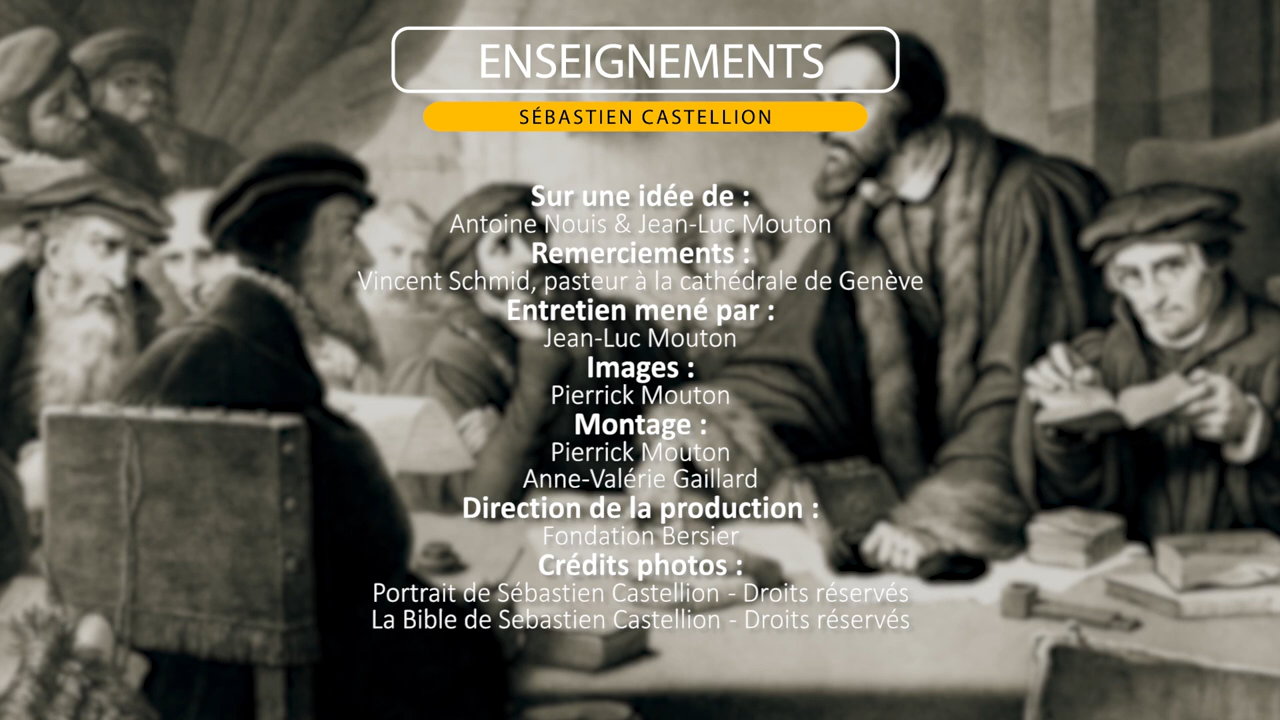 ENSEIGNEMENTS
SÉBASTIEN CASTELLION
Sur une idée de :
Antoine Nouis & Jean-Luc Mouton
Remerciements :
Vincent Schmid, pasteur à la cathédrale de Genève
Entretien mené par :
Jean-Luc Mouton
Images :
Pierrick Mouton
Montage :
Pierrick Mouton
Anne-Valérie Gaillard
Direction de la production :
Fondation Bersier
Crédits photos :
Portrait de Sébastien Castellion - Droits réservés
La Bible de Sebastien Castellion - Droits réservés